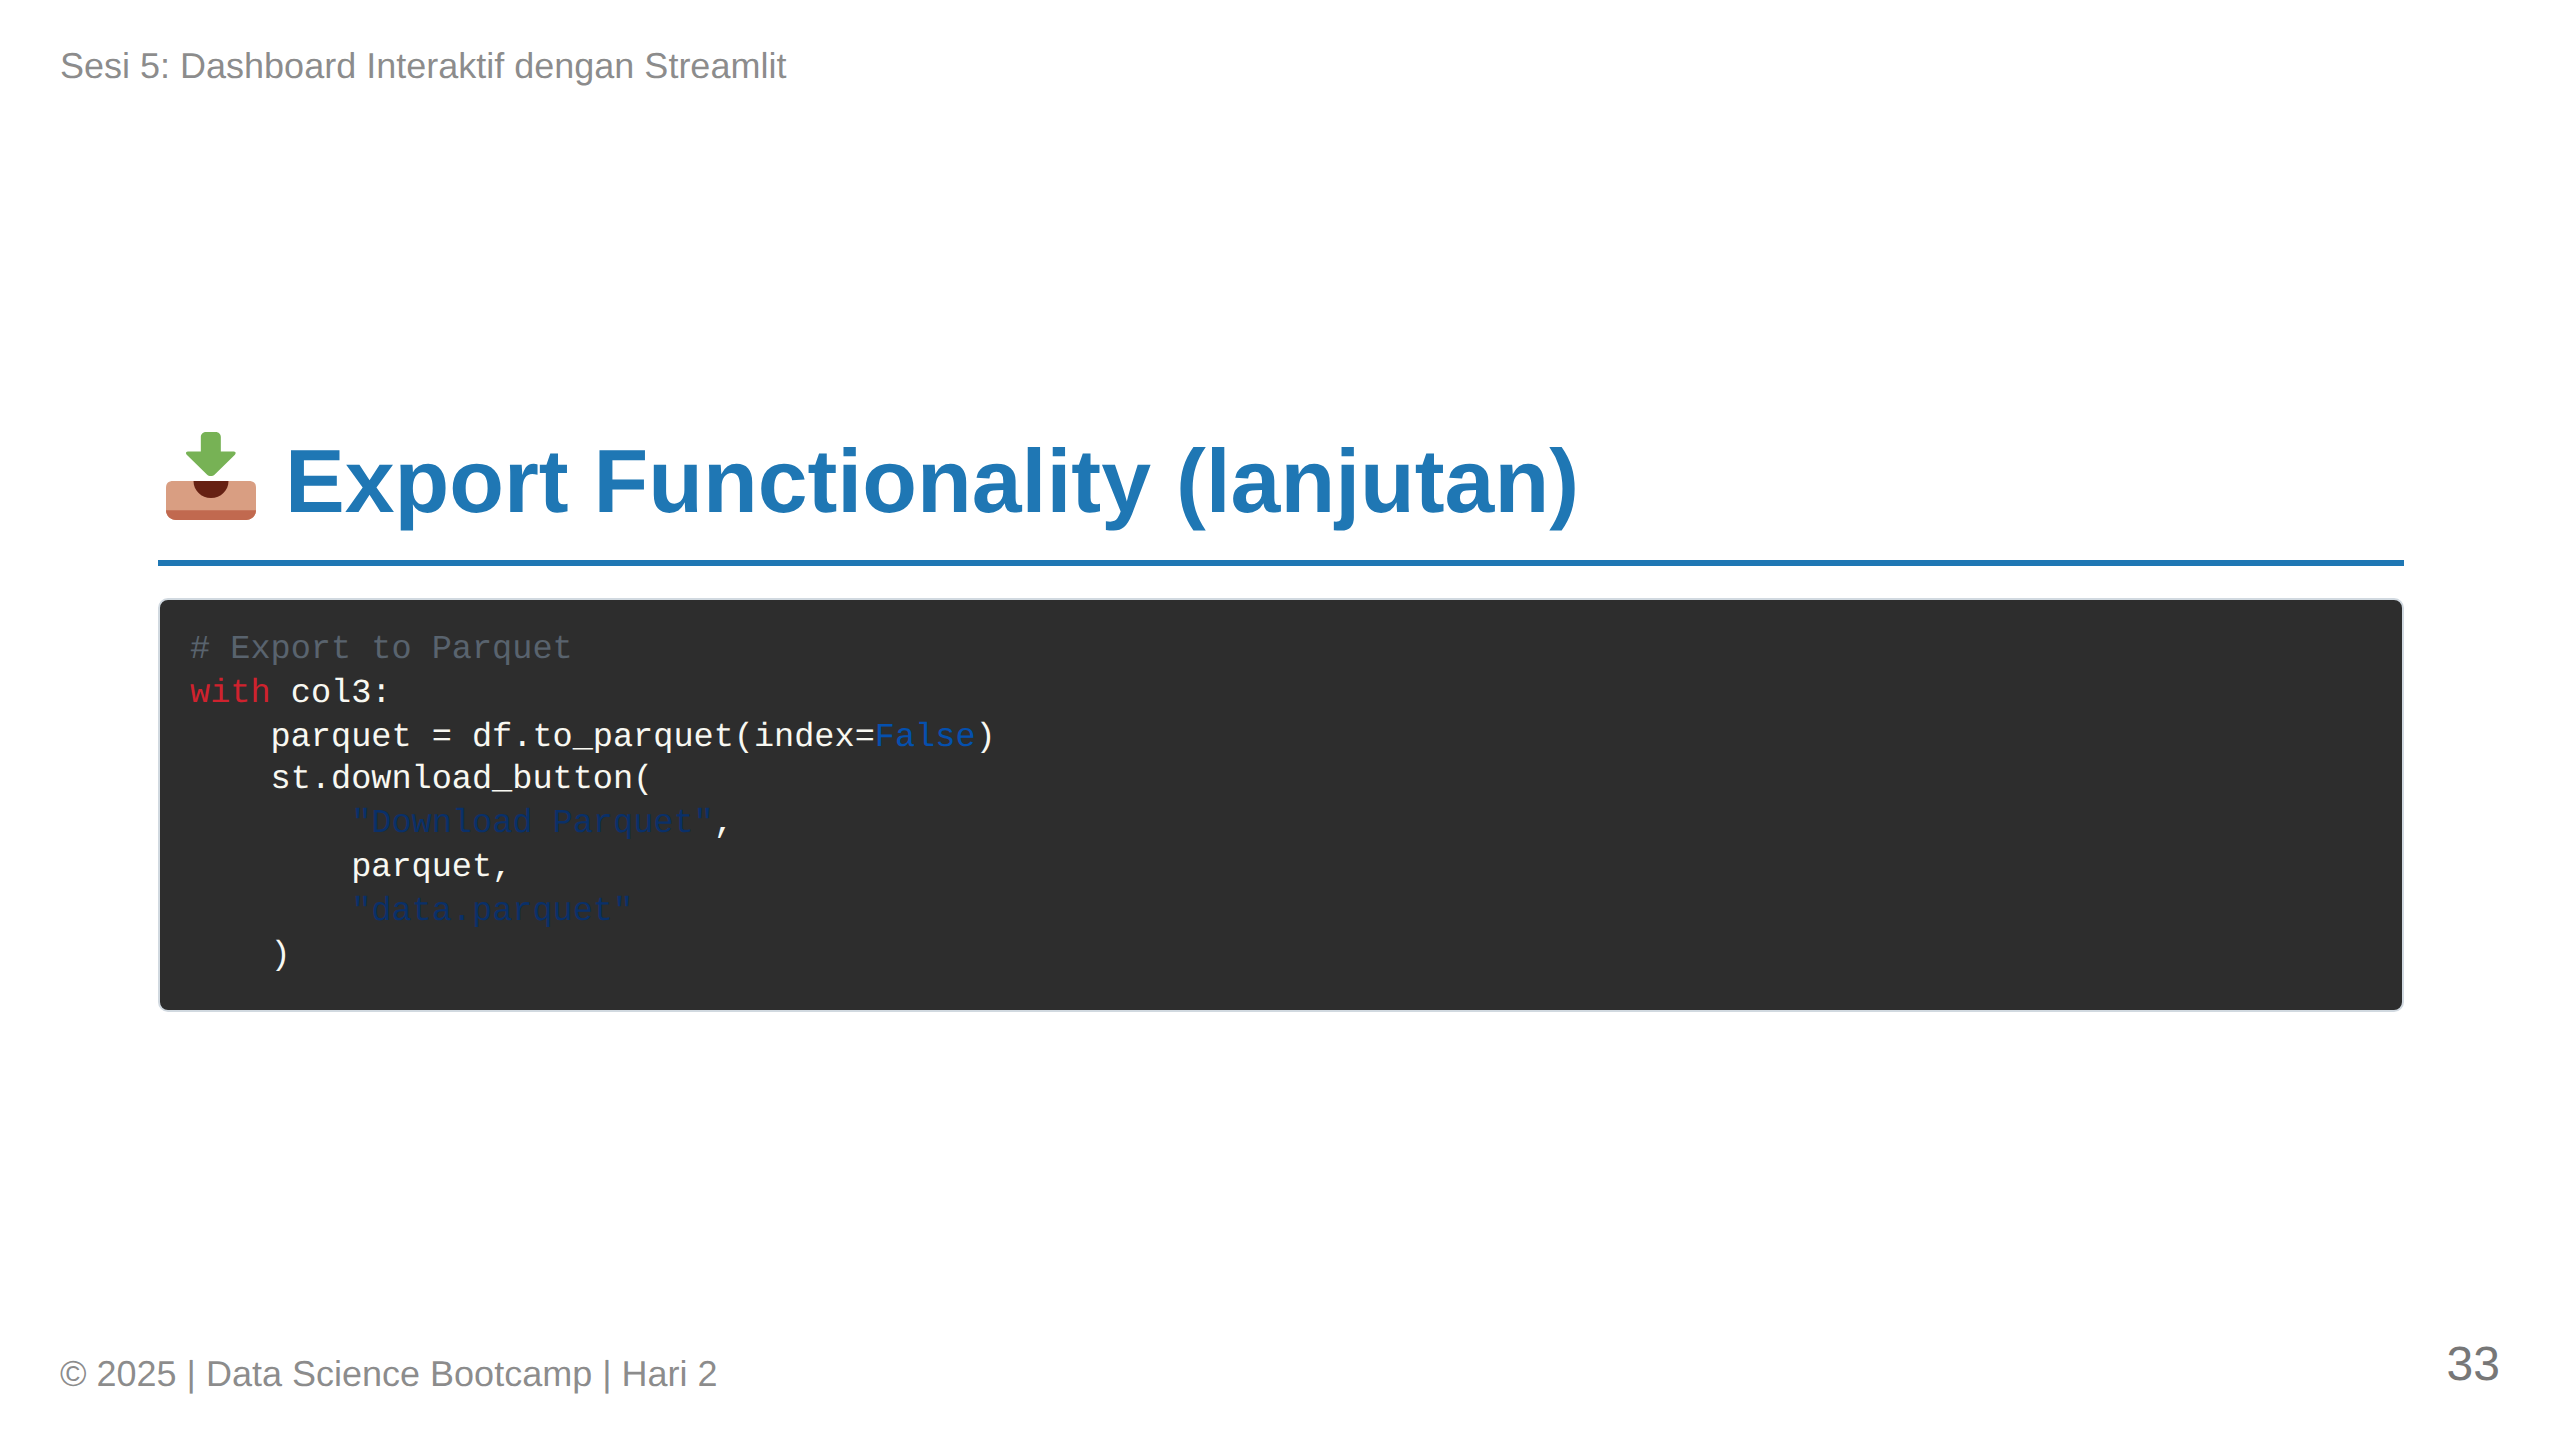 Sesi 5: Dashboard Interaktif dengan Streamlit
Export Functionality (lanjutan)
# Export to Parquet
with col3:
    parquet = df.to_parquet(index=False)
    st.download_button(
        "Download Parquet",
        parquet,
        "data.parquet"
    )
© 2025 | Data Science Bootcamp | Hari 2
33